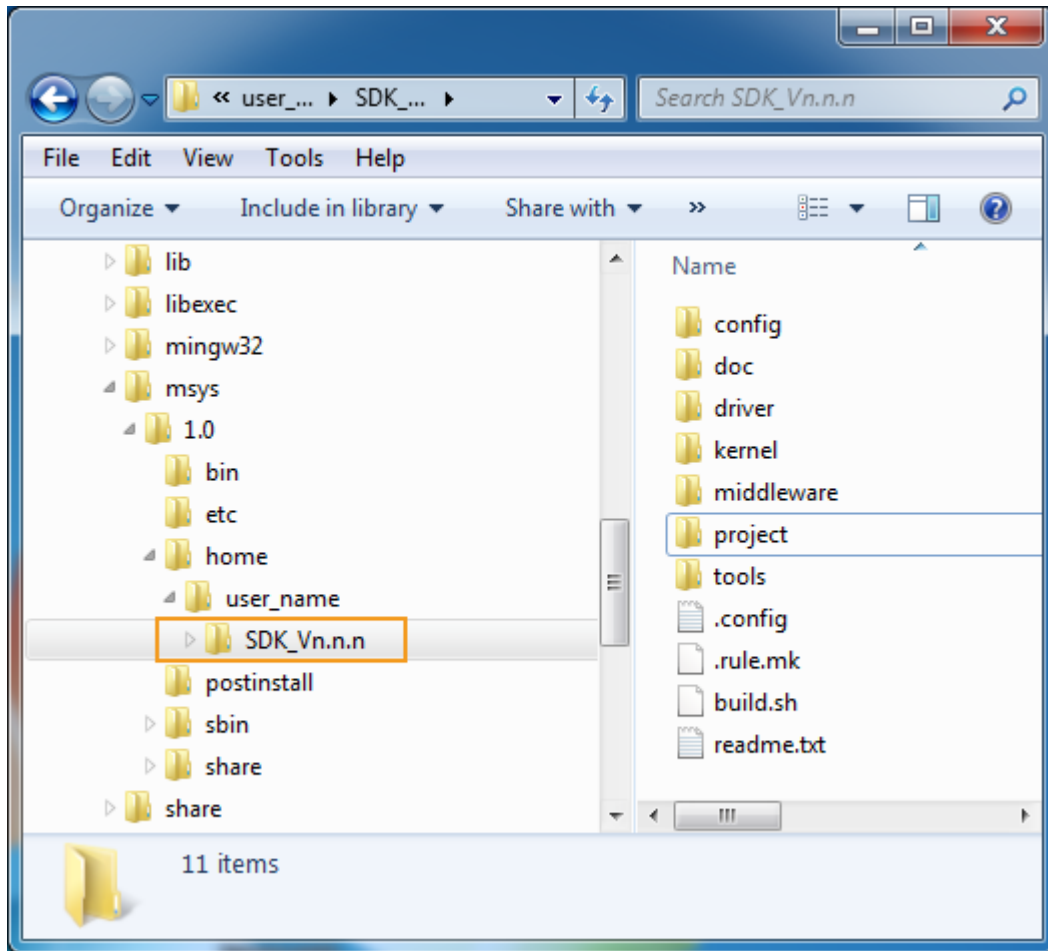 « user_... ▸ SDK_... ▸
Search SDK_Vn.n.n
File Edit View Tools Help
Organize Include in library Share with »
lib
libexec
mingw32
msys
1.0
bin
etc
home
user_name
SDK_Vn.n.n
postinstall
sbin
share
share
Name
config
doc
driver
kernel
middleware
project
tools
.config
.rule.mk
build.sh
readme.txt
11 items